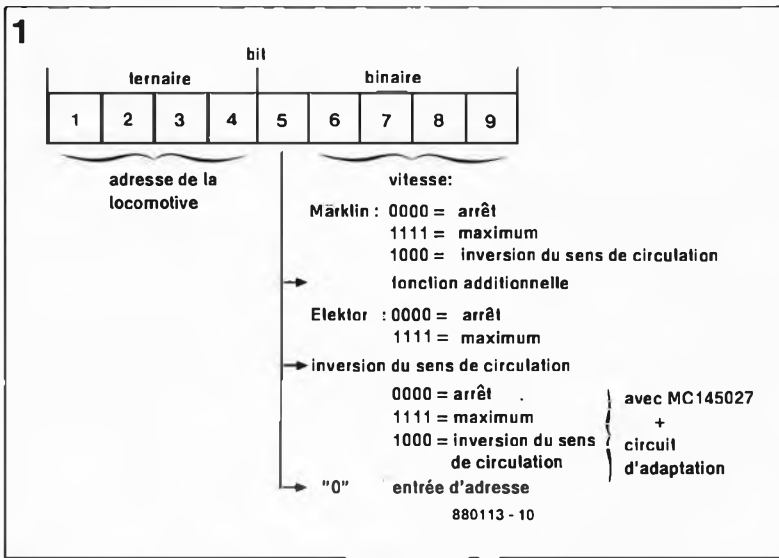 1
bit
ternaire binaire
1 2 3 4 5 6 7 8 9
adresse de la
locomotive
vitesse:
Märklin : 0000 = arrêt
1111 = maximum
1000 = inversion du sens de circulation
fonction additionnelle
Elektor : 0000 = arrêt
1111 = maximum
inversion du sens de circulation
0000 = arrêt
1111 = maximum
1000 = inversion du sens
de circulation
avec MC145027
+
circuit
d'adaptation
"0" entrée d'adresse
880113 - 10